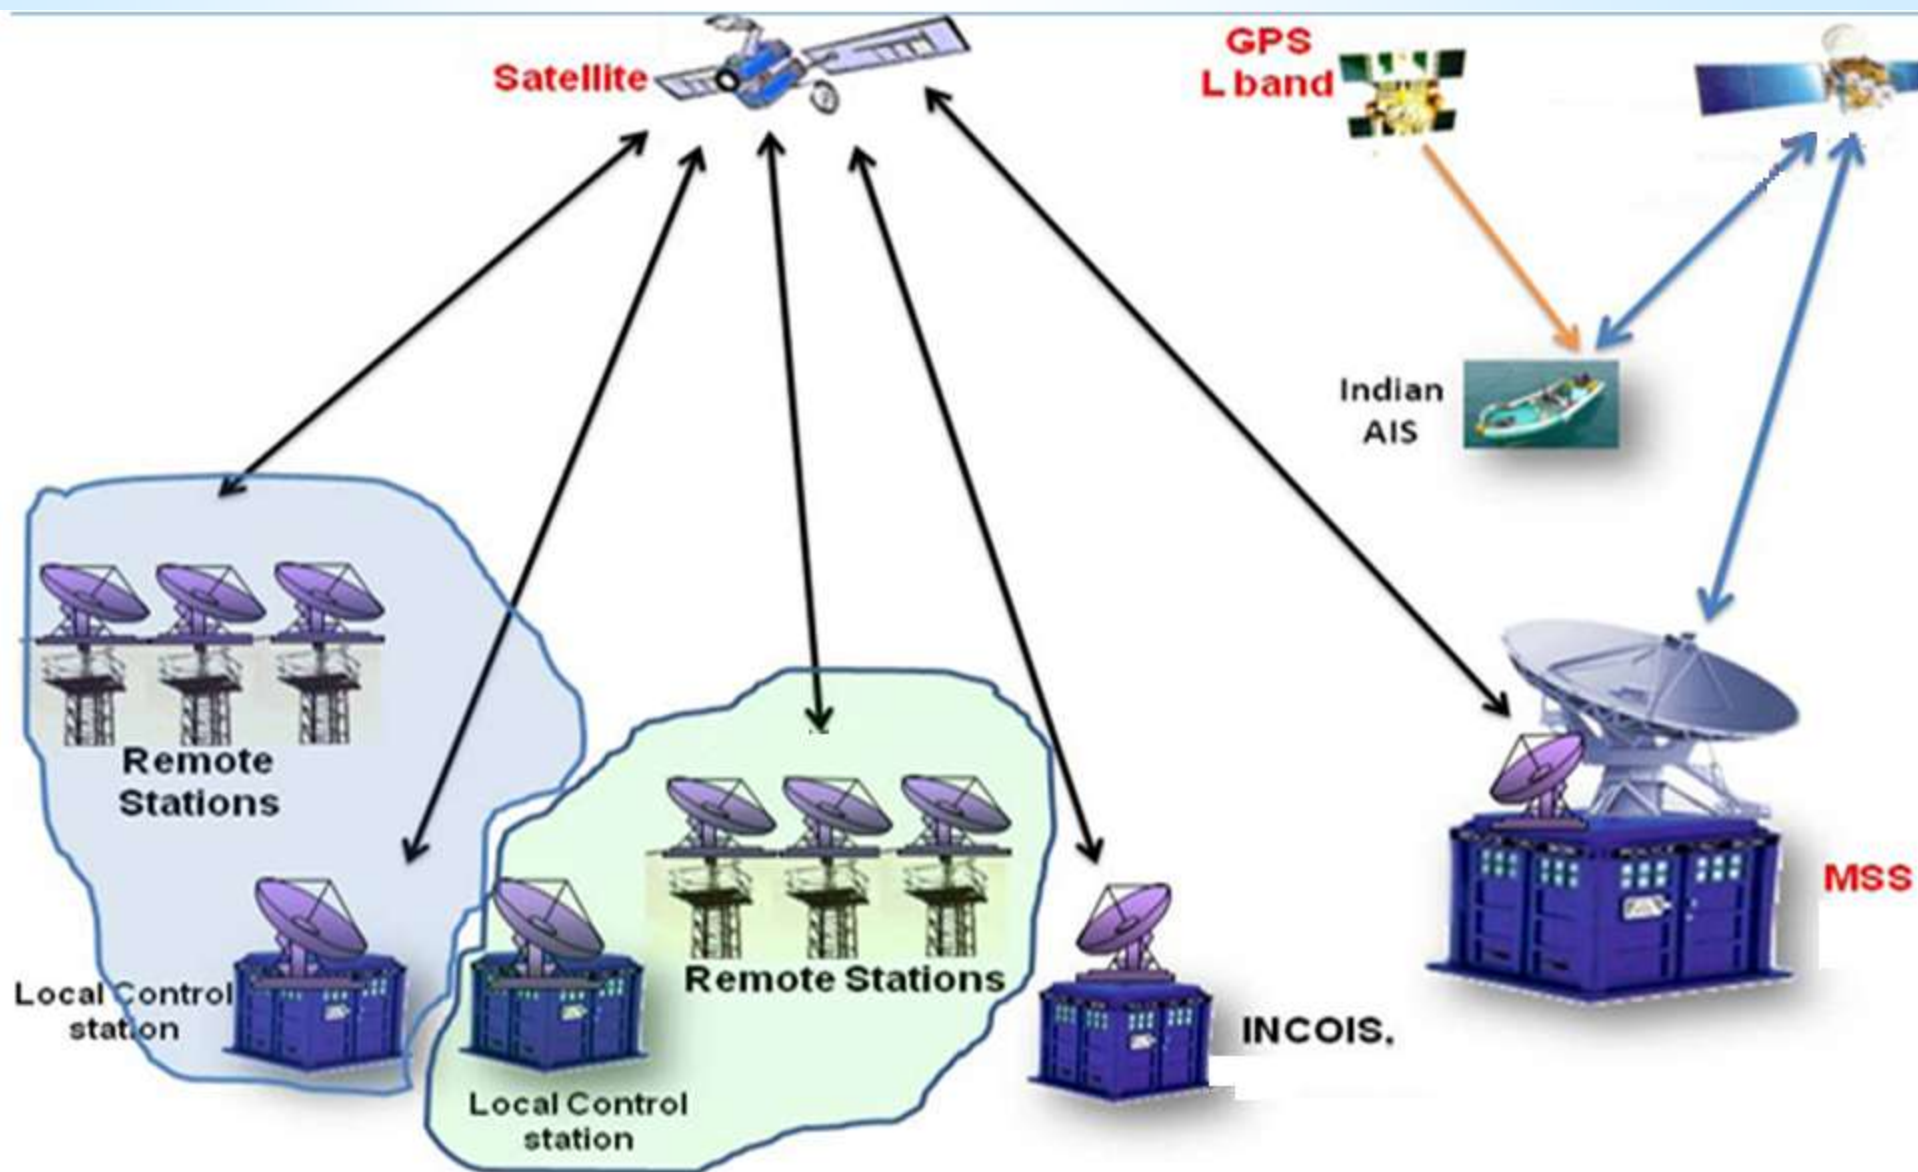 Satellite
GPS
L band
Indian
AIS
Remote
Stations
Remote Stations
Local Control
station
Local Control
station
INCOIS.
MSS